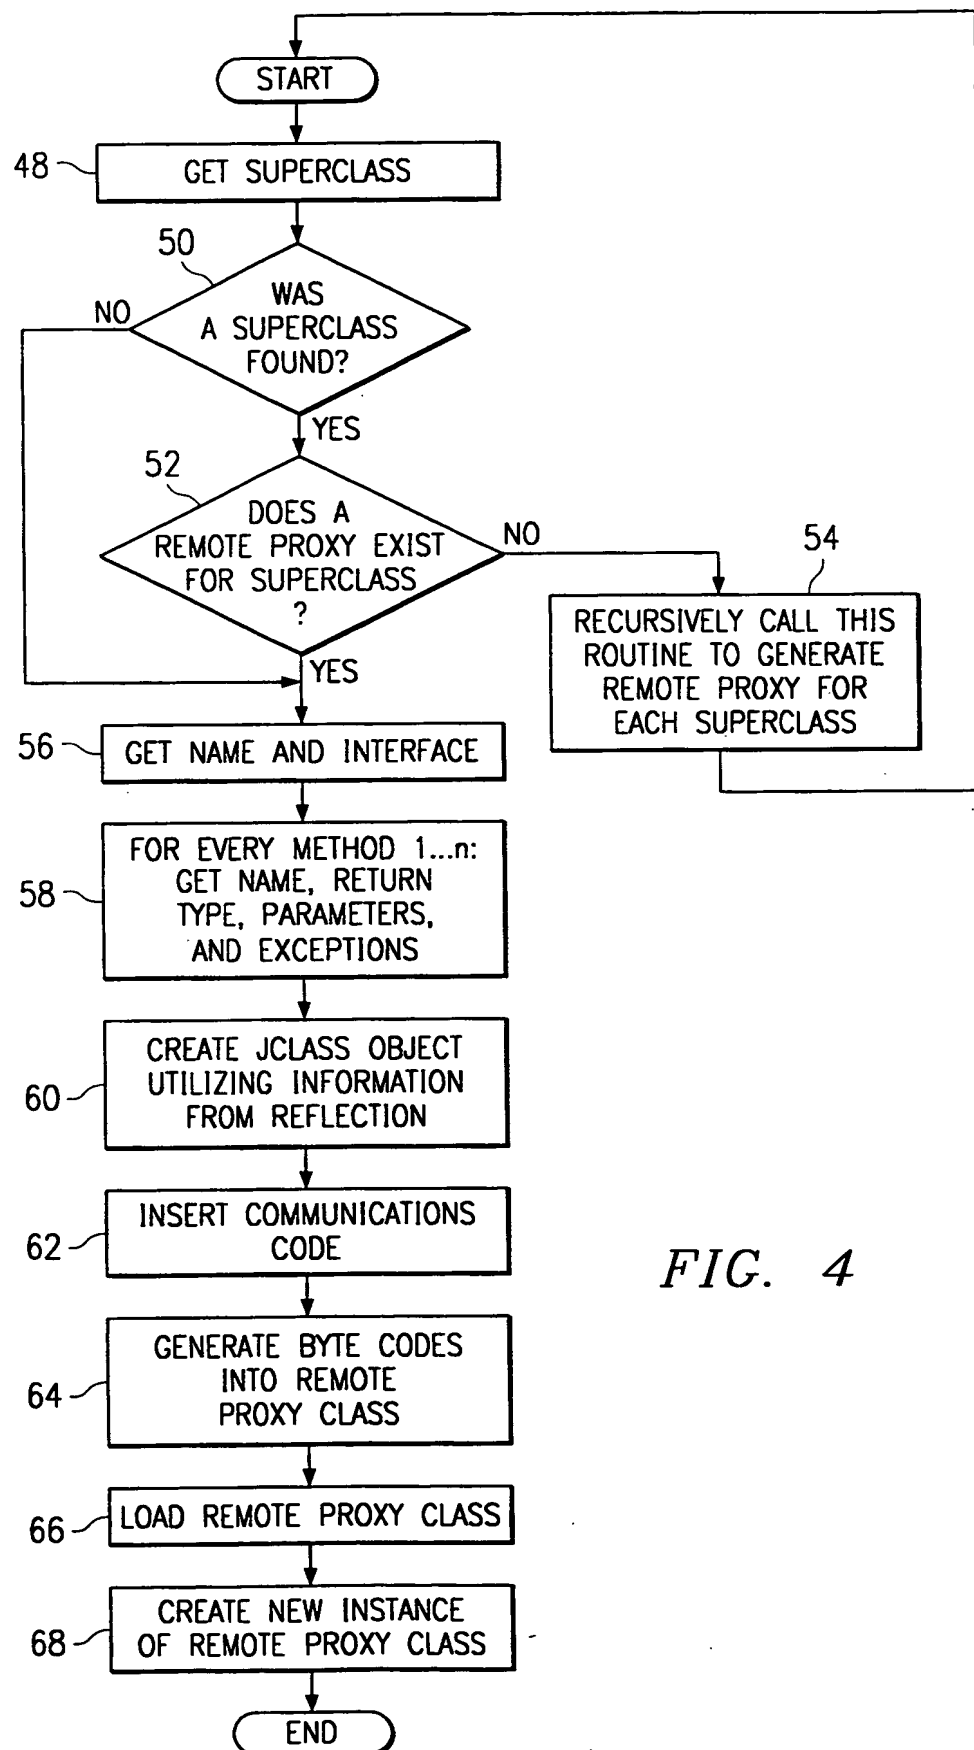 START
48
GET SUPERCLASS
50
WAS
A SUPERCLASS
FOUND?
NO
YES
52
DOES A
REMOTE PROXY EXIST
FOR SUPERCLASS
?
NO
YES
54
RECURSIVELY CALL THIS
ROUTINE TO GENERATE
REMOTE PROXY FOR
EACH SUPERCLASS
56
GET NAME AND INTERFACE
58
FOR EVERY METHOD 1...n:
GET NAME, RETURN
TYPE, PARAMETERS,
AND EXCEPTIONS
60
CREATE JCLASS OBJECT
UTILIZING INFORMATION
FROM REFLECTION
62
INSERT COMMUNICATIONS
CODE
FIG. 4
64
GENERATE BYTE CODES
INTO REMOTE
PROXY CLASS
66
LOAD REMOTE PROXY CLASS
68
CREATE NEW INSTANCE
OF REMOTE PROXY CLASS
END